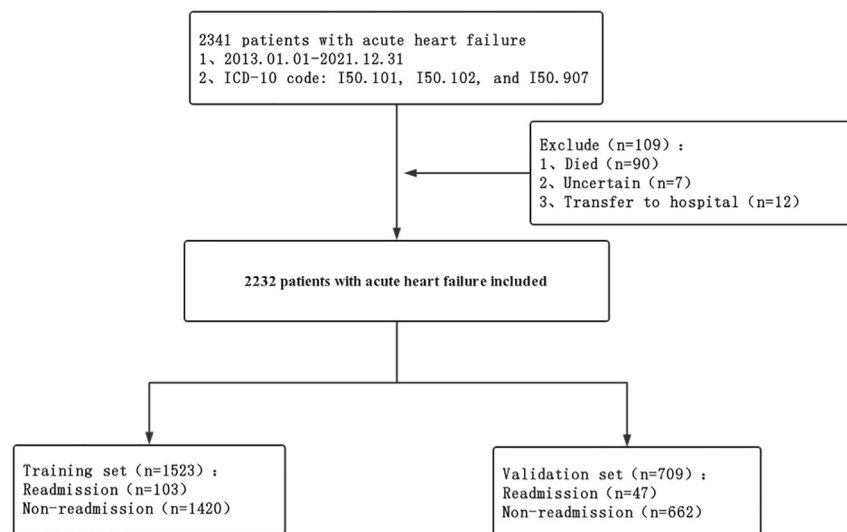 2341 patients with acute heart failure
1、2013.01.01-2021.12.31
2、ICD-10 code: I50.101, I50.102, and I50.907
Exclude（n=109）：
1、Died（n=90）
2、Uncertain（n=7）
3、Transfer to hospital（n=12）
2232 patients with acute heart failure included
Training set（n=1523）：
Readmission（n=103）
Non-readmission（n=1420）
Validation set（n=709）：
Readmission（n=47）
Non-readmission（n=662）